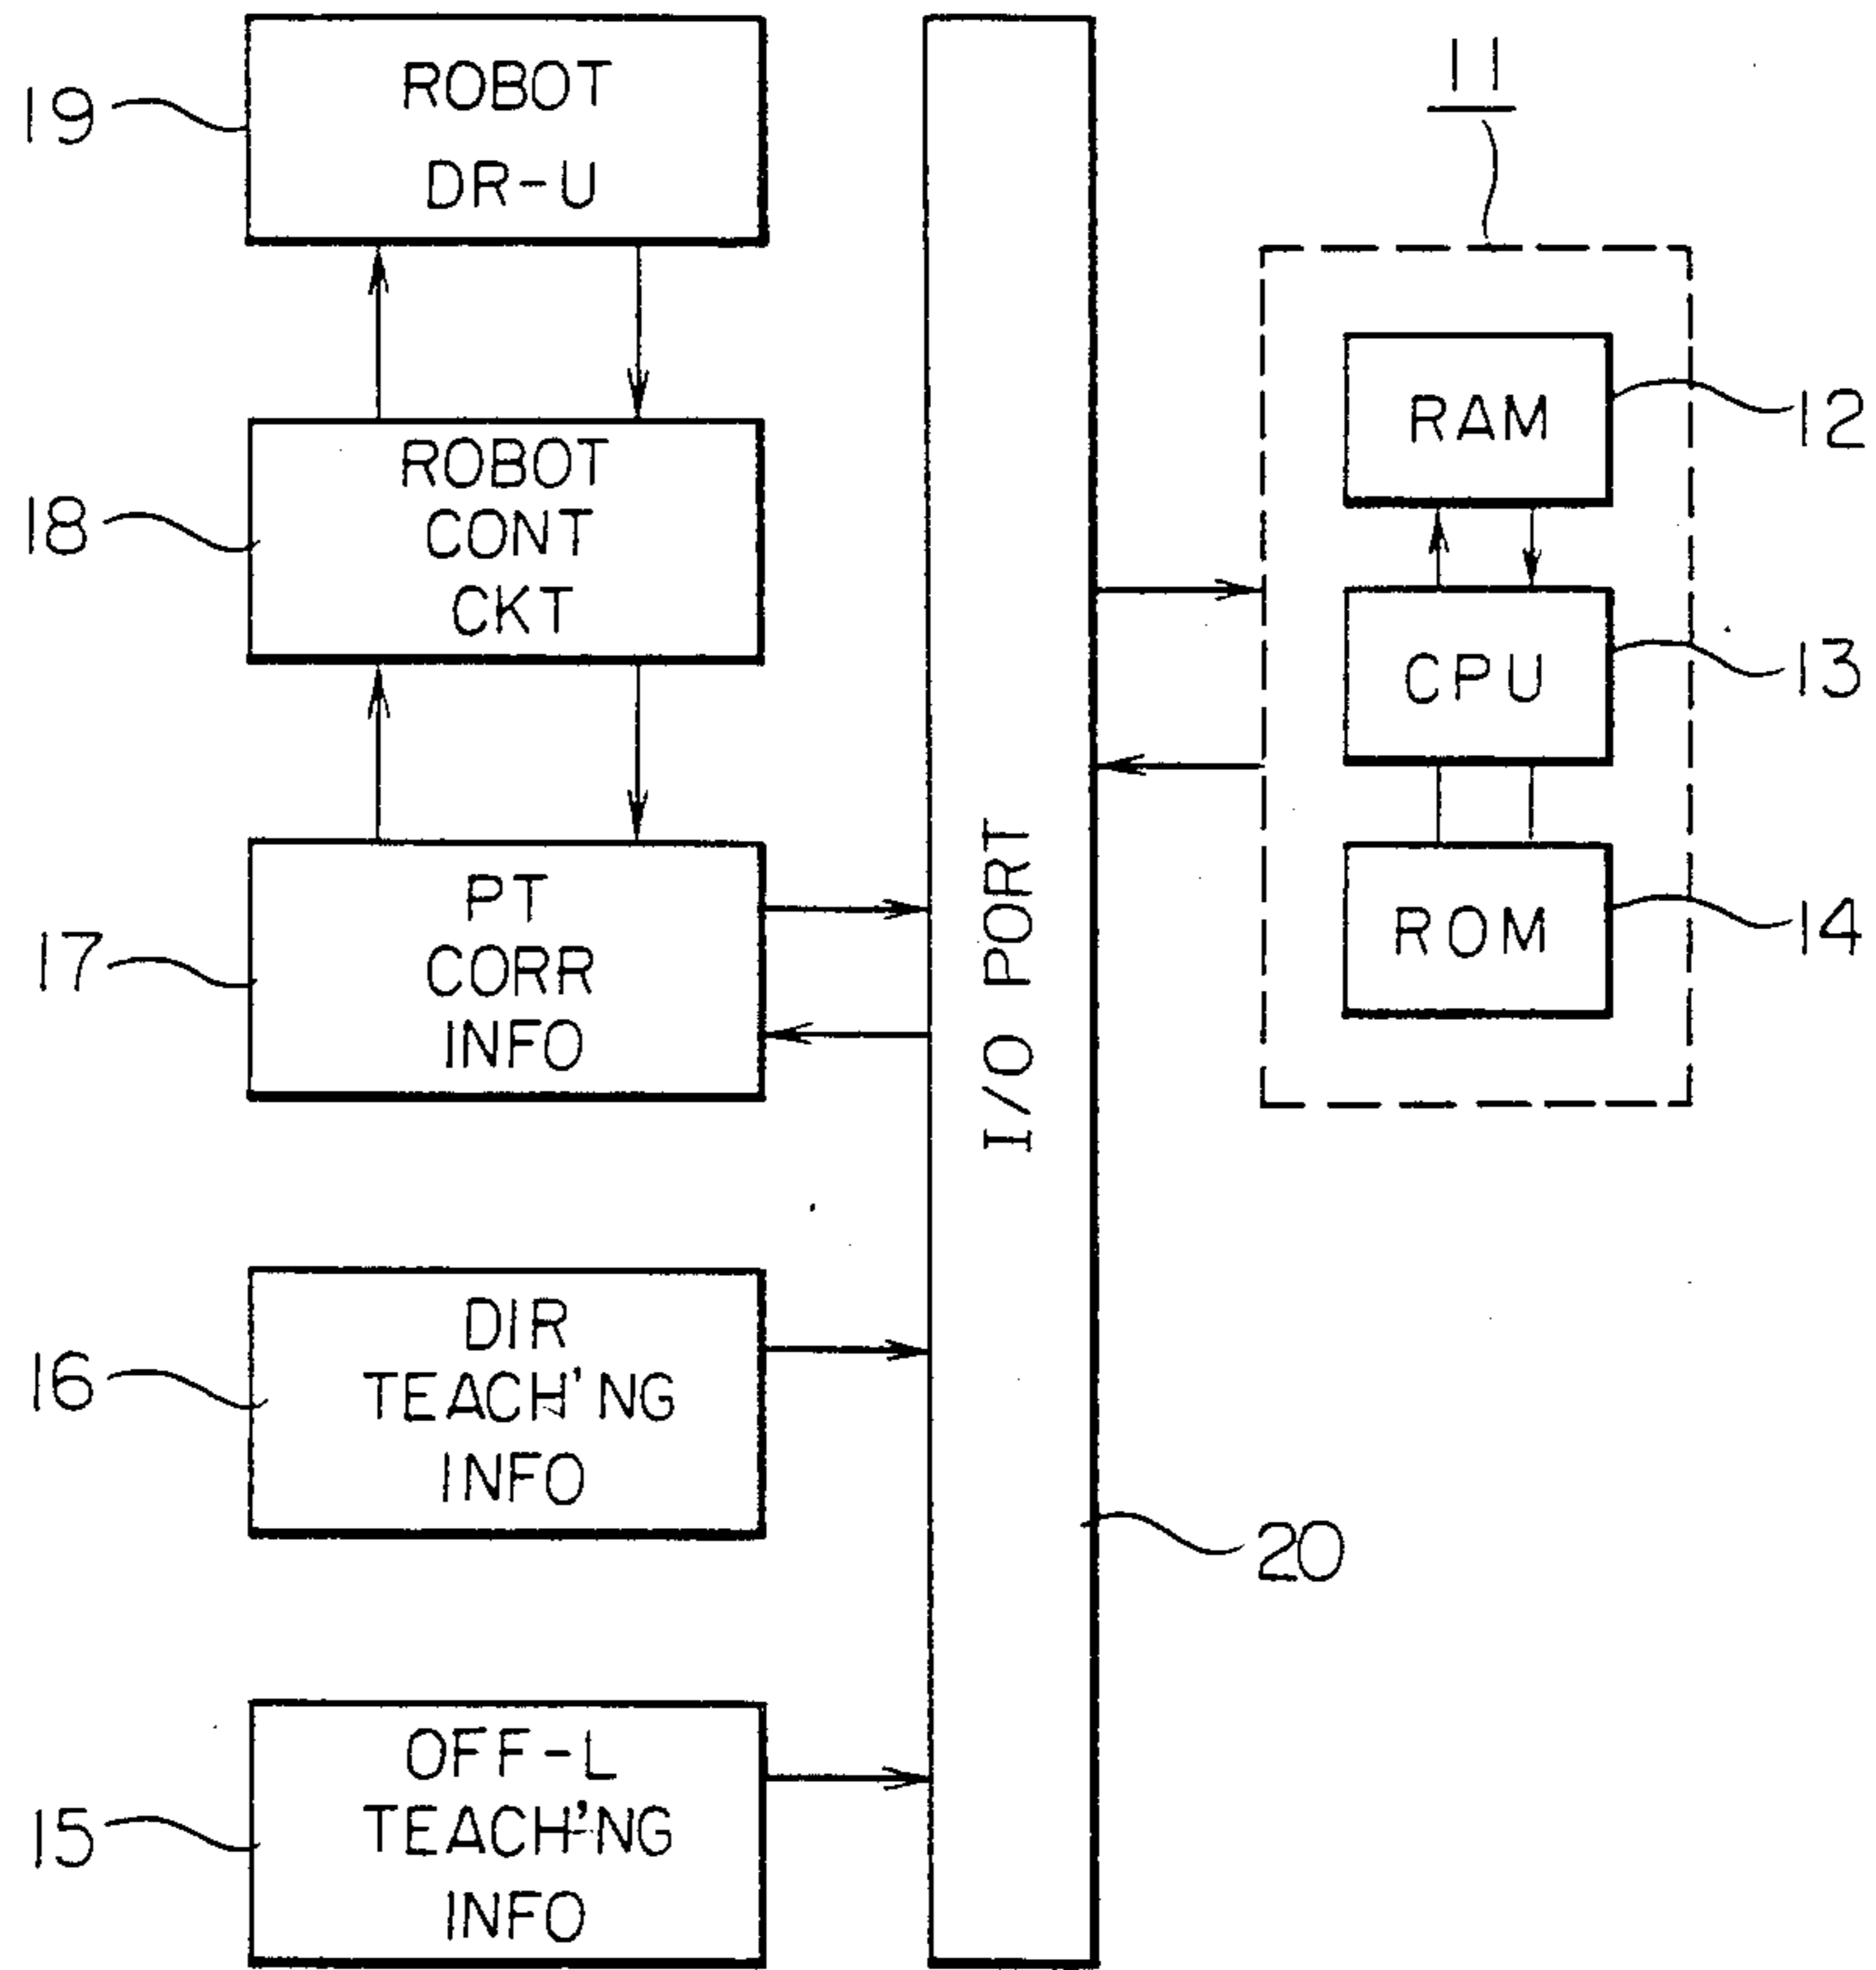 19
ROBOT
DR-U
18
ROBOT
CONT
CKT
17
PT
CORR
INFO
16
DIR
TEACH'NG
INFO
15
OFF-L
TEACH'NG
INFO
I/O PORT
20
11
RAM
12
CPU
13
ROM
14